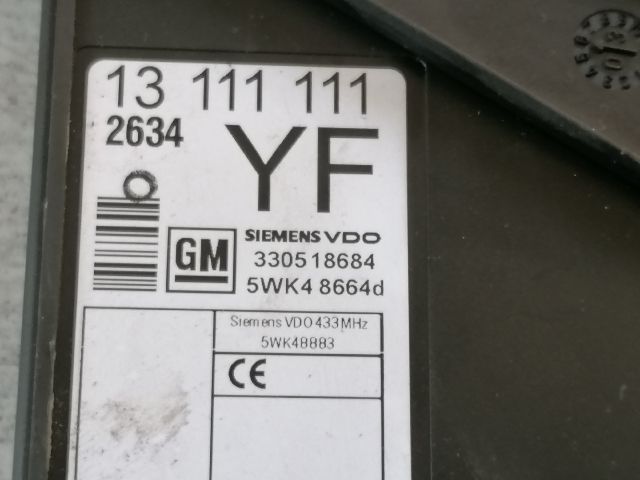 13 111 111
2634
YF
GM
SIEMENS VDO
330518684
5WK4 8664d
Siemens VDO 433MHz
5WK48883
CE